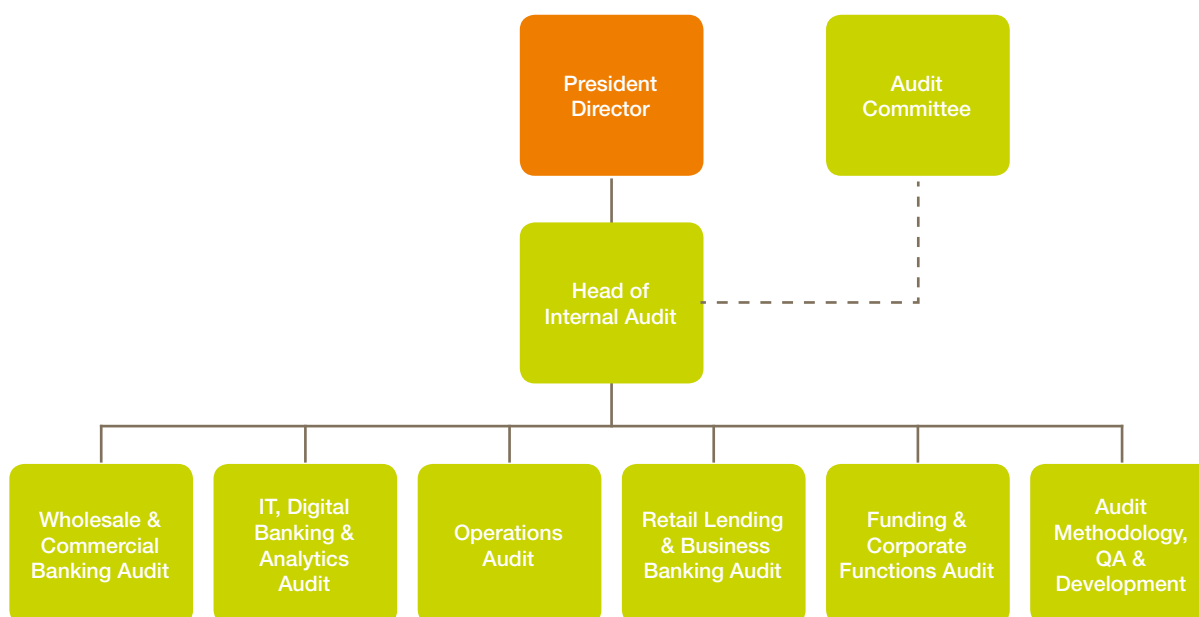 President
Director
Audit
Committee
Head of
Internal Audit
Wholesale &
Commercial
Banking Audit
IT, Digital
Banking &
Analytics
Audit
Operations
Audit
Retail Lending
& Business
Banking Audit
Funding &
Corporate
Functions Audit
Audit
Methodology,
QA &
Development